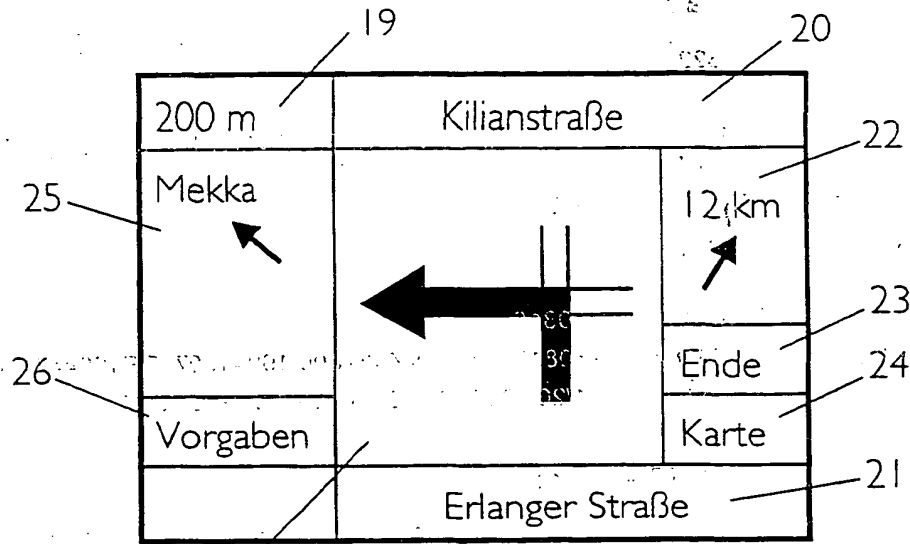 19
20
200 m
Kilianstraße
22
25
Mekka
12 km
23
26
Ende
24
Vorgaben
Karte
21
Erlanger Straße